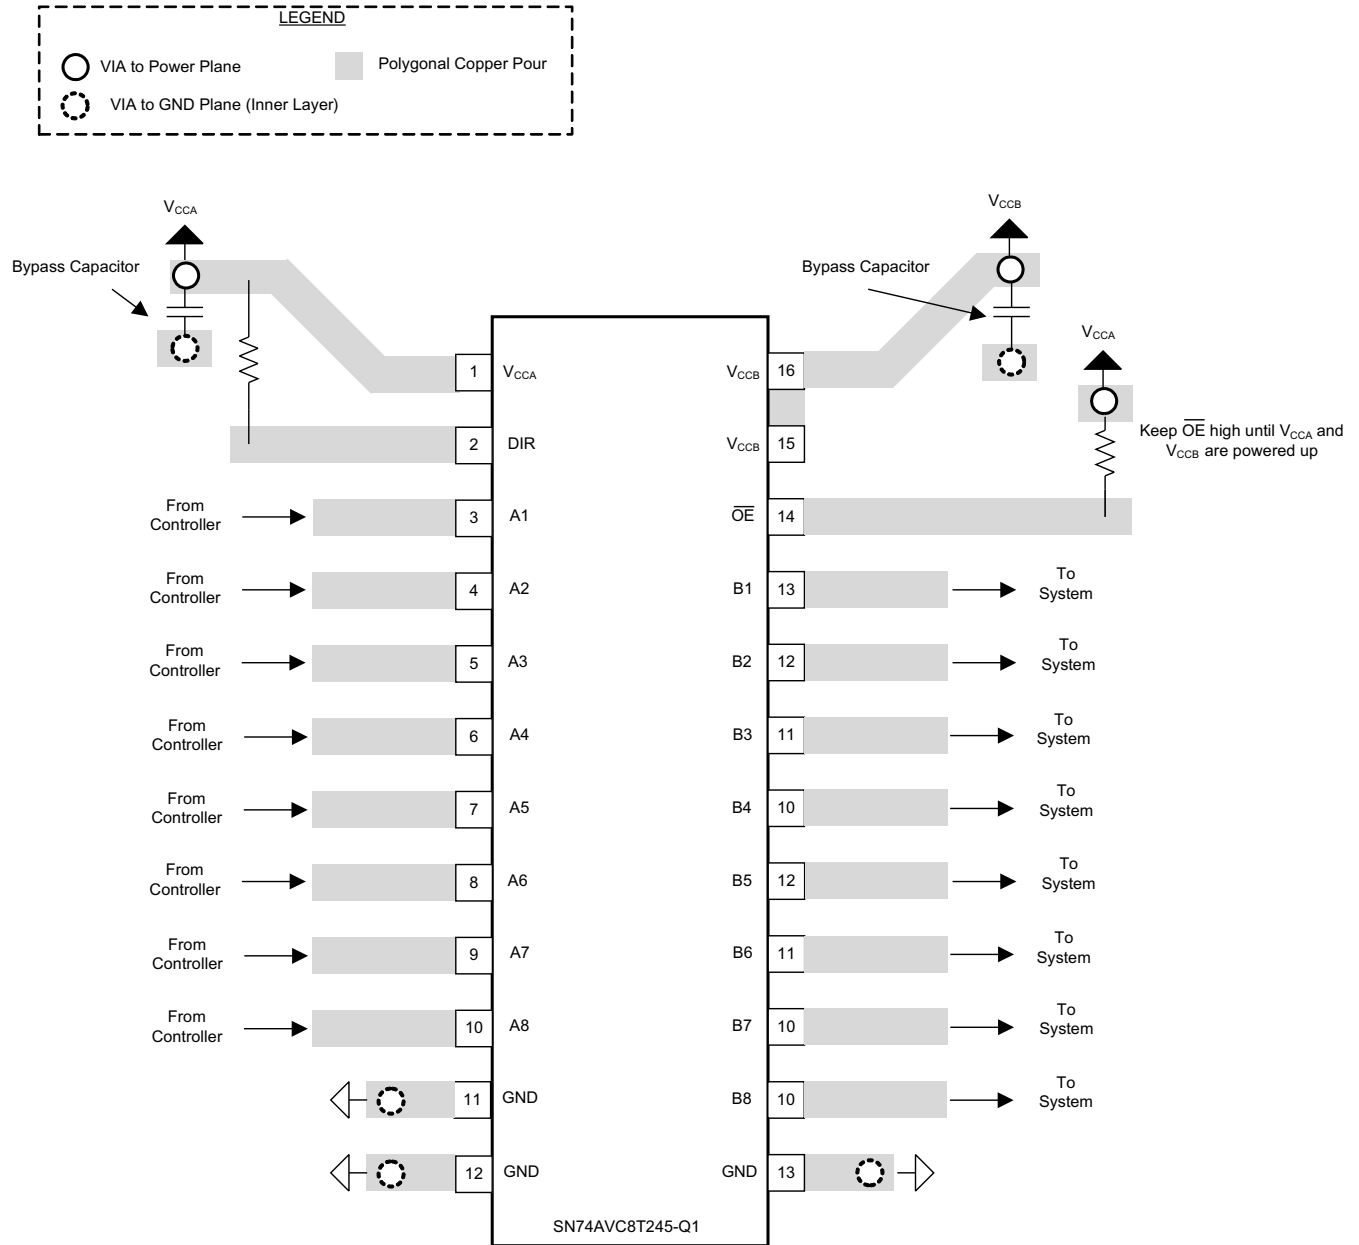 LEGEND
VIA to Power Plane
Polygonal Copper Pour
VIA to GND Plane (Inner Layer)
VCCA
Bypass Capacitor
VCCB
Bypass Capacitor
VCCA
Keep OE high until VCCA and
VCCB are powered up
1 VCCA
VCCB 16
2 DIR
VCCB 15
From
Controller
3 A1
OE 14
From
Controller
4 A2
B1 13
To
System
From
Controller
5 A3
B2 12
To
System
From
Controller
6 A4
B3 11
To
System
From
Controller
7 A5
B4 10
To
System
From
Controller
8 A6
B5 12
To
System
From
Controller
9 A7
B6 11
To
System
From
Controller
10 A8
B7 10
To
System
11 GND
B8 10
To
System
12 GND
GND 13
SN74AVC8T245-Q1